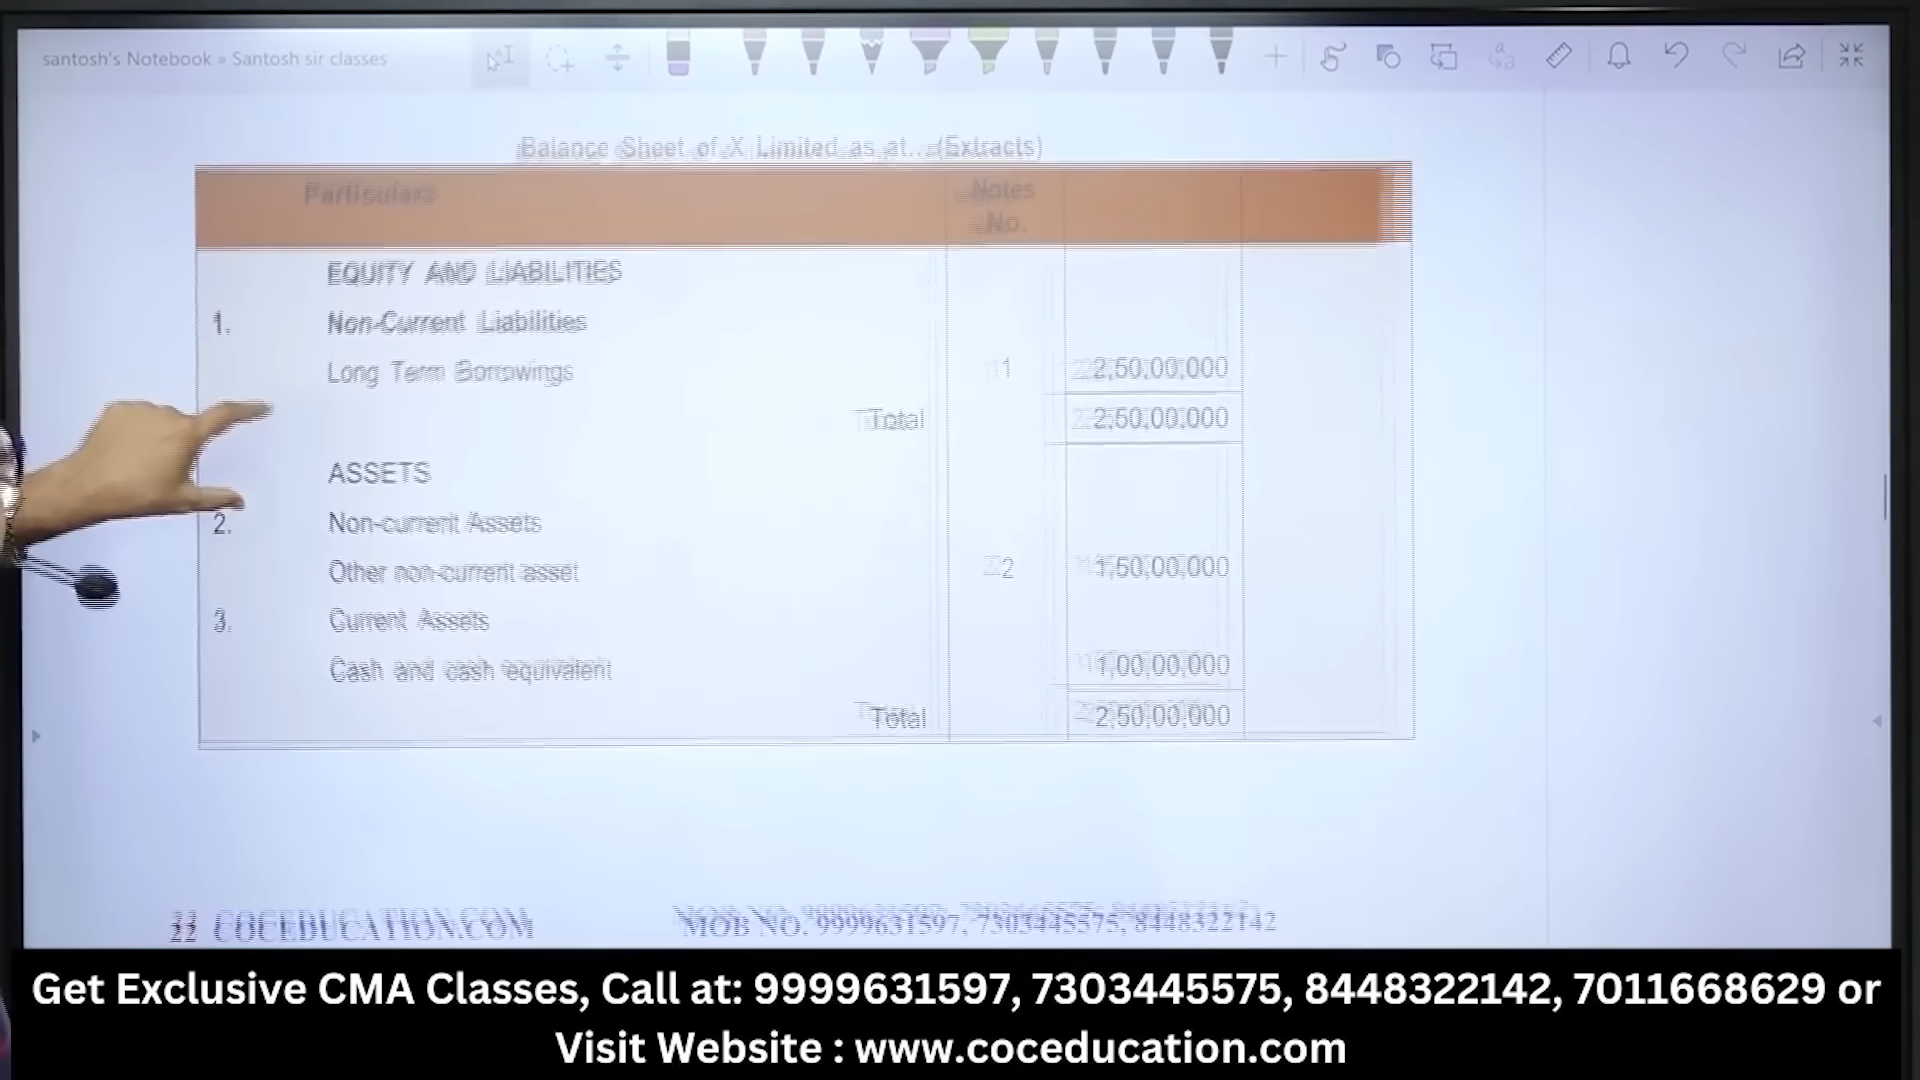 santosh's Notebook » Santosh sir classes
Balance Sheet of X Limited as at...(Extracts)
Particulars Notes No.
EQUITY AND LIABILITIES
1. Non-Current Liabilities
Long Term Borrowings 1 2,50,00,000
Total 2,50,00,000
ASSETS
2. Non-current Assets
Other non-current asset 2 1,50,00,000
3. Current Assets
Cash and cash equivalent 1,00,00,000
Total 2,50,00,000
COCEDUCATION.COM MOB NO. 9999631597, 7303445575, 8448322142
Get Exclusive CMA Classes, Call at: 9999631597, 7303445575, 8448322142, 7011668629 or
Visit Website : www.coceducation.com